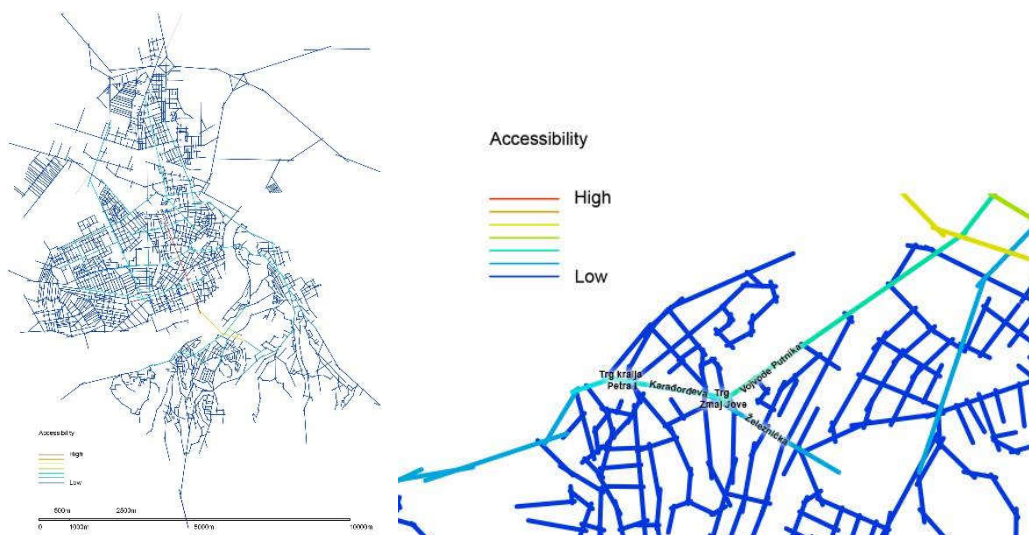 Accessibility
High
Low
500m 2500m
0 1000m 5000m 10000m
Accessibility
High
Low
Trg kralja
Petra I
Karađorđeva
Trg
Zmaj Jove
Vojvode Putnika
Železnička